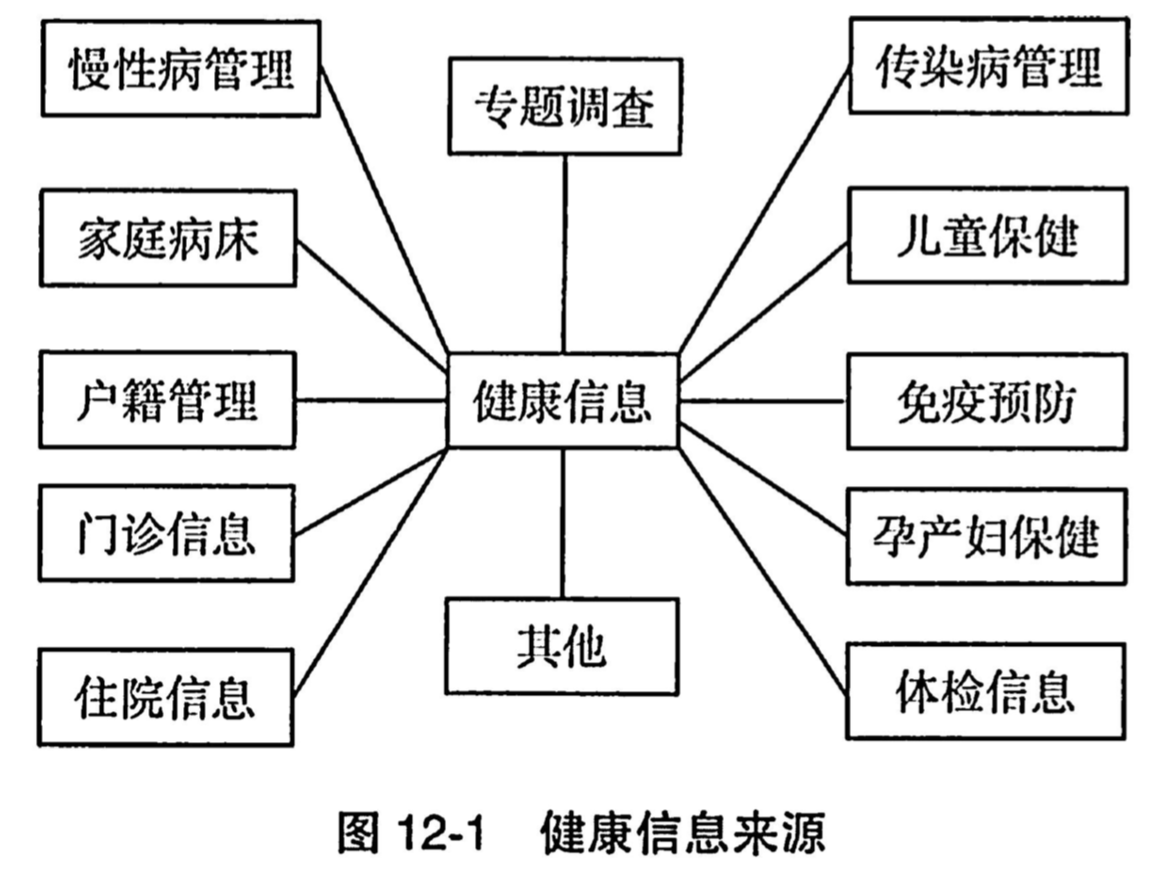 慢性病管理
专题调查
传染病管理
家庭病床
儿童保健
户籍管理
健康信息
免疫预防
门诊信息
孕产妇保健
住院信息
其他
体检信息
图 12-1 健康信息来源